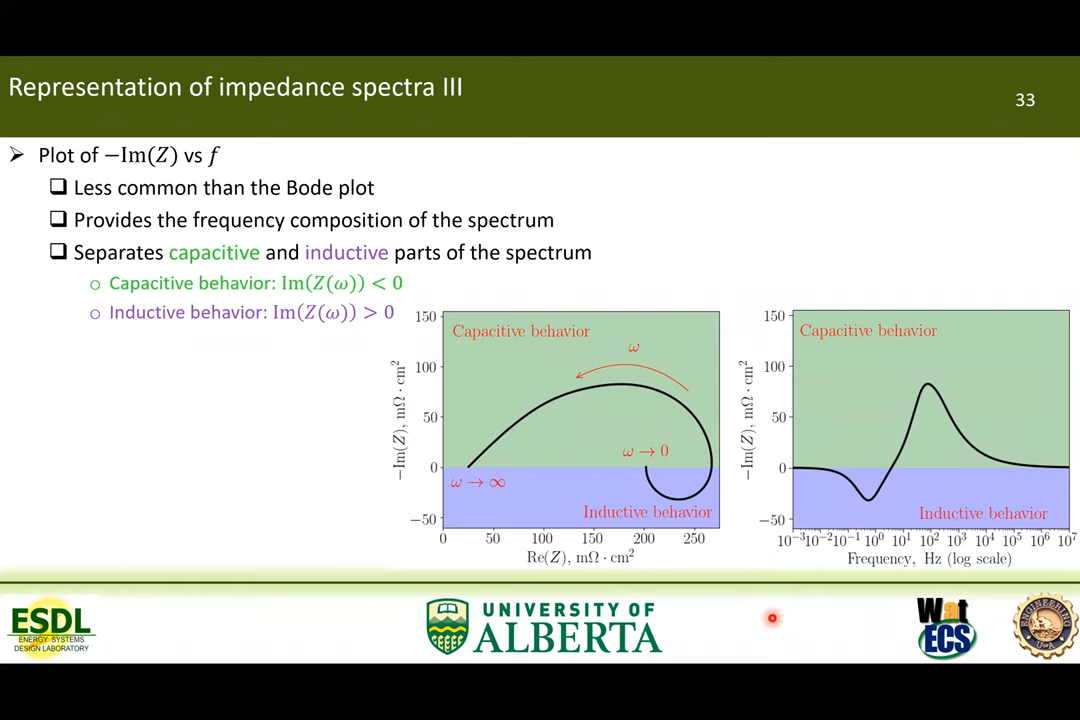 Representation of impedance spectra III
33
➢ Plot of −Im(Z) vs f
❑ Less common than the Bode plot
❑ Provides the frequency composition of the spectrum
❑ Separates capacitive and inductive parts of the spectrum
o Capacitive behavior: Im(Z(ω)) < 0
o Inductive behavior: Im(Z(ω)) > 0
150
100
50
0
−50
−Im(Z), mΩ · cm²
Capacitive behavior
ω
ω → 0
ω → ∞
Inductive behavior
0 50 100 150 200 250
Re(Z), mΩ · cm²
150
100
50
0
−50
−Im(Z), mΩ · cm²
Capacitive behavior
Inductive behavior
10⁻³ 10⁻² 10⁻¹ 10⁰ 10¹ 10² 10³ 10⁴ 10⁵ 10⁶ 10⁷
Frequency, Hz (log scale)
ESDL
ENERGY SYSTEMS
DESIGN LABORATORY
UNIVERSITY OF
ALBERTA
Wat
ECS
ENGINEERING
U of A